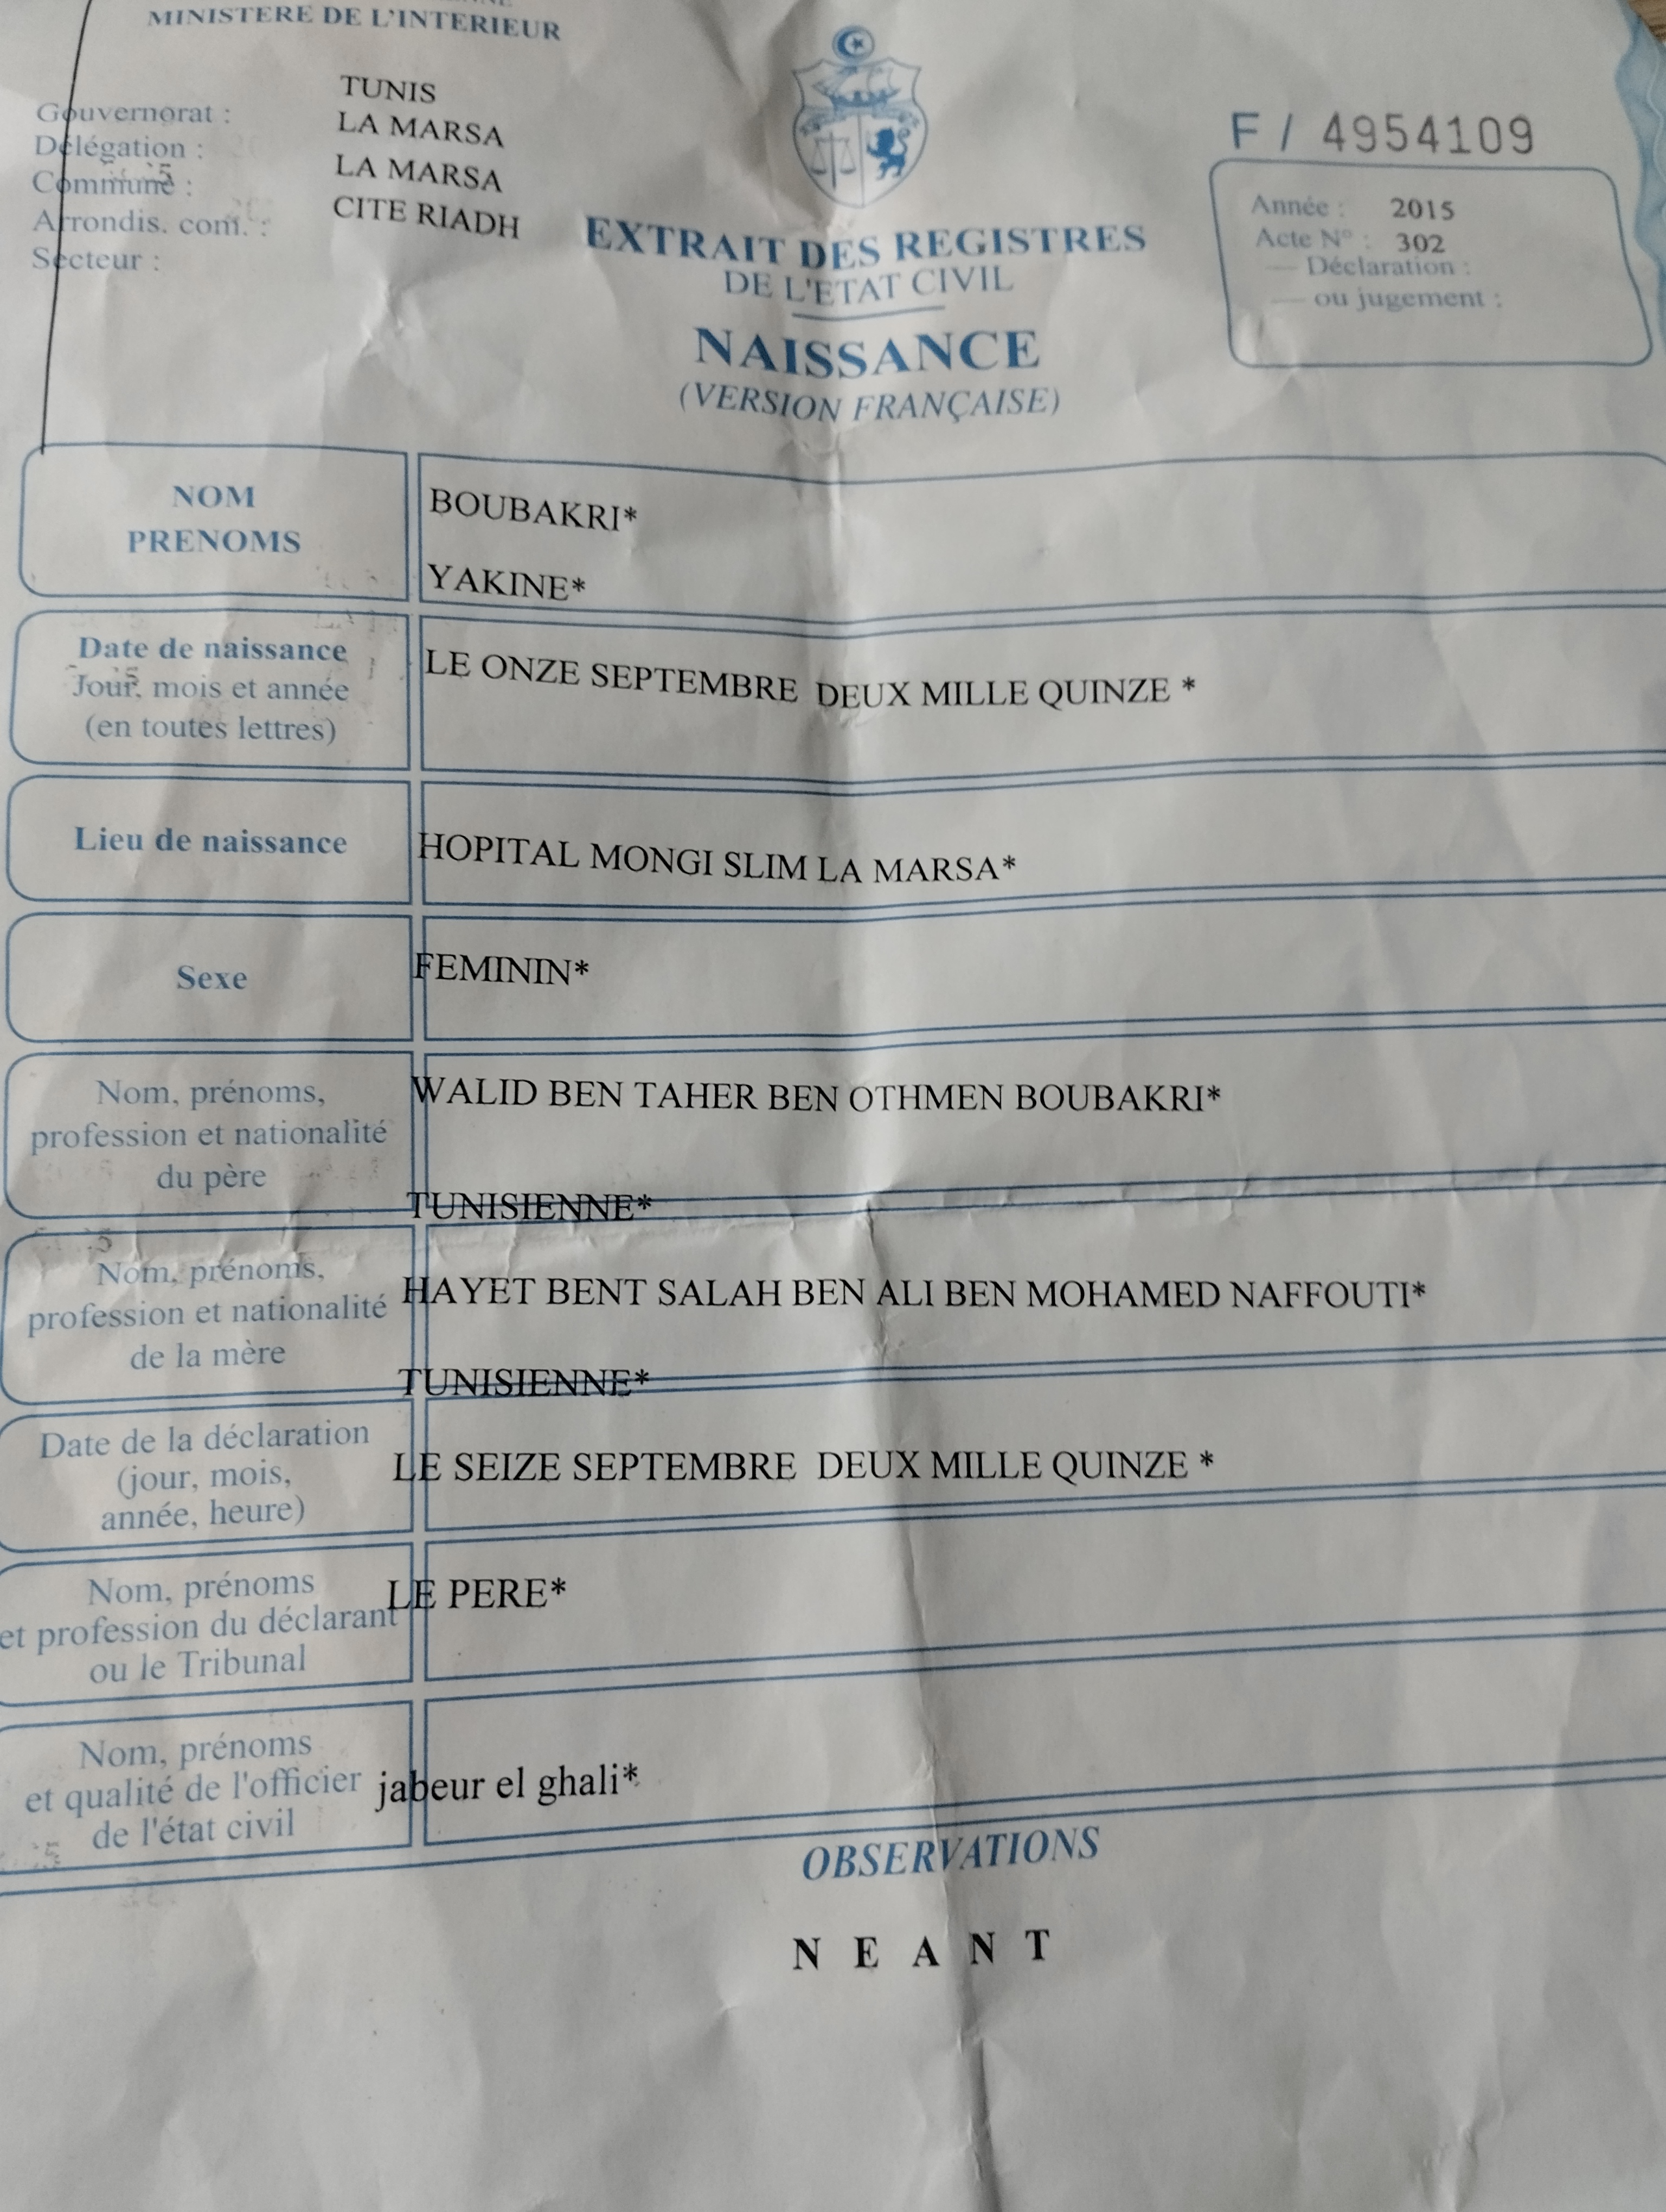 MINISTERE DE L'INTERIEUR
Gouvernorat : TUNIS
Délégation : LA MARSA
Commune : LA MARSA
Arrondis. com. : CITE RIADH
Secteur :
F / 4954109
Année : 2015
Acte N° : 302
— Déclaration :
— ou jugement :
EXTRAIT DES REGISTRES
DE L'ETAT CIVIL
NAISSANCE
(VERSION FRANÇAISE)
NOM
PRENOMS
BOUBAKRI*
YAKINE*
Date de naissance
Jour, mois et année
(en toutes lettres)
LE ONZE SEPTEMBRE DEUX MILLE QUINZE *
Lieu de naissance
HOPITAL MONGI SLIM LA MARSA*
Sexe
FEMININ*
Nom, prénoms,
profession et nationalité
du père
WALID BEN TAHER BEN OTHMEN BOUBAKRI*
TUNISIENNE*
Nom, prénoms,
profession et nationalité
de la mère
HAYET BENT SALAH BEN ALI BEN MOHAMED NAFFOUTI*
TUNISIENNE*
Date de la déclaration
(jour, mois,
année, heure)
LE SEIZE SEPTEMBRE DEUX MILLE QUINZE *
Nom, prénoms
et profession du déclarant
ou le Tribunal
LE PERE*
Nom, prénoms
et qualité de l'officier
de l'état civil
jabeur el ghali*
OBSERVATIONS
N E A N T